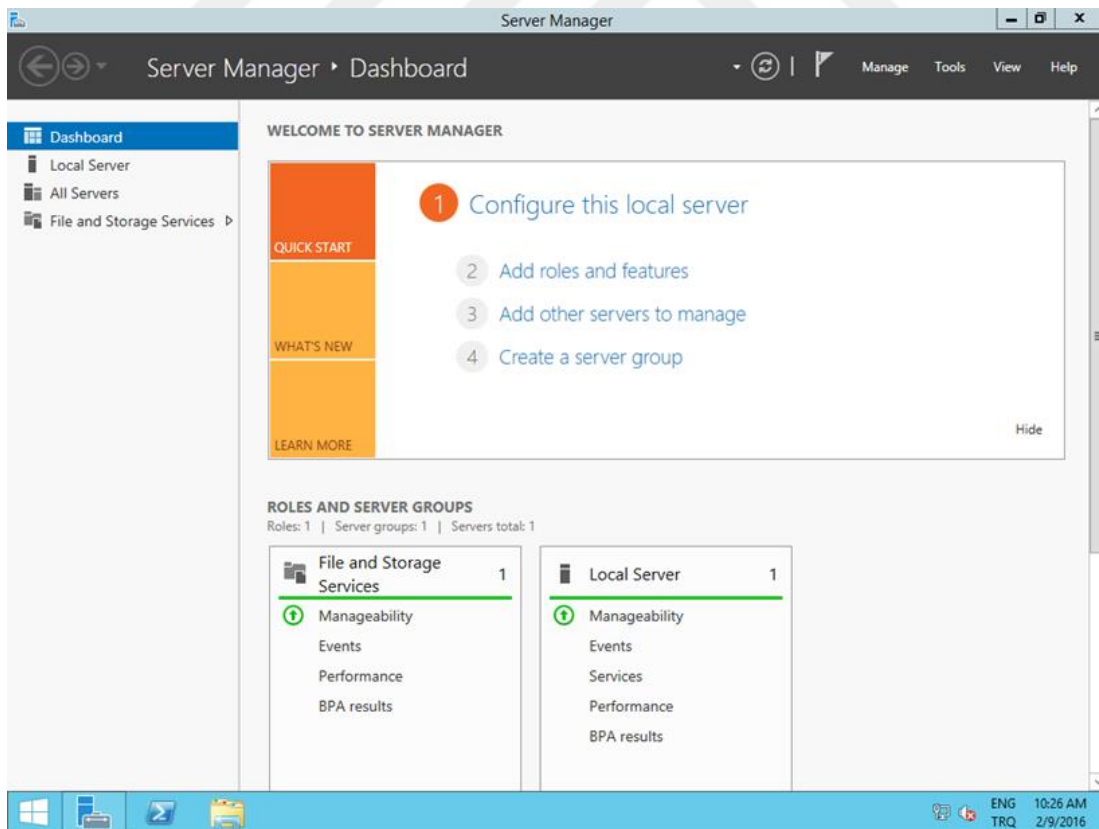 Server Manager
Server Manager • Dashboard
Manage Tools View Help
Dashboard
Local Server
All Servers
File and Storage Services
WELCOME TO SERVER MANAGER
QUICK START
WHAT'S NEW
LEARN MORE
1 Configure this local server
2 Add roles and features
3 Add other servers to manage
4 Create a server group
Hide
ROLES AND SERVER GROUPS
Roles: 1 | Server groups: 1 | Servers total: 1
File and Storage
Services 1
Manageability
Events
Performance
BPA results
Local Server 1
Manageability
Events
Services
Performance
BPA results
ENG 10:26 AM
TRQ 2/9/2016